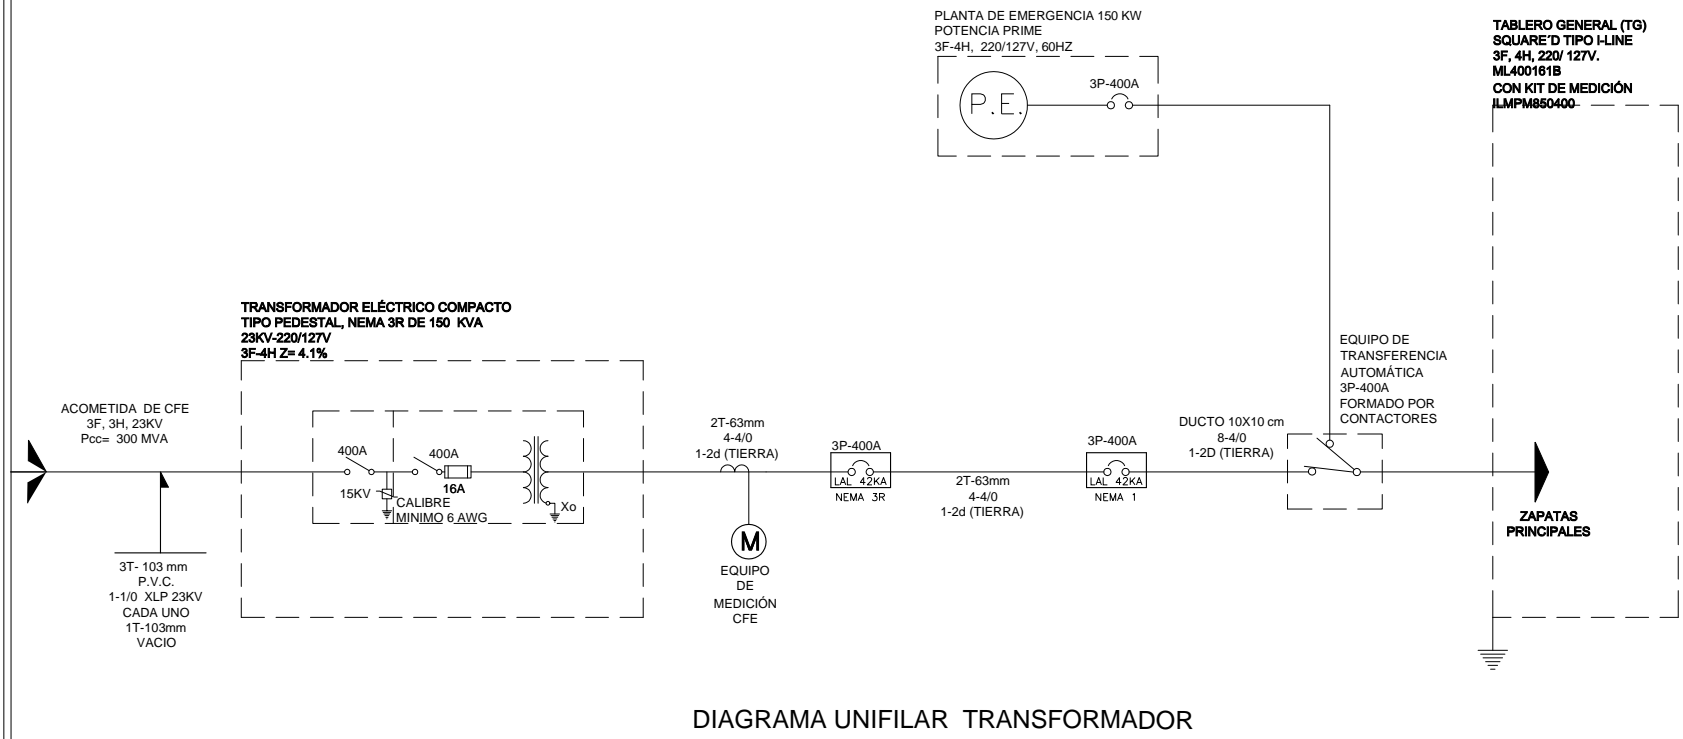 PLANTA DE EMERGENCIA 150 KW
POTENCIA PRIME
3F-4H, 220/127V, 60HZ
P.E.
3P-400A
TABLERO GENERAL (TG)
SQUARE´D TIPO I-LINE
3F, 4H, 220/ 127V.
ML400161B
CON KIT DE MEDICIÓN
ILMPM850400
TRANSFORMADOR ELÉCTRICO COMPACTO
TIPO PEDESTAL, NEMA 3R DE 150 KVA
23KV-220/127V
3F-4H Z= 4.1%
ACOMETIDA DE CFE
3F, 3H, 23KV
Pcc= 300 MVA
3T- 103 mm
P.V.C.
1-1/0 XLP 23KV
CADA UNO
1T-103mm
VACIO
400A
400A
15KV
16A
CALIBRE
MINIMO 6 AWG
Xo
2T-63mm
4-4/0
1-2d (TIERRA)
M
EQUIPO
DE
MEDICIÓN
CFE
3P-400A
LAL 42KA
NEMA 3R
2T-63mm
4-4/0
1-2d (TIERRA)
3P-400A
LAL 42KA
NEMA 1
DUCTO 10X10 cm
8-4/0
1-2D (TIERRA)
EQUIPO DE
TRANSFERENCIA
AUTOMÁTICA
3P-400A
FORMADO POR
CONTACTORES
ZAPATAS
PRINCIPALES
DIAGRAMA UNIFILAR TRANSFORMADOR